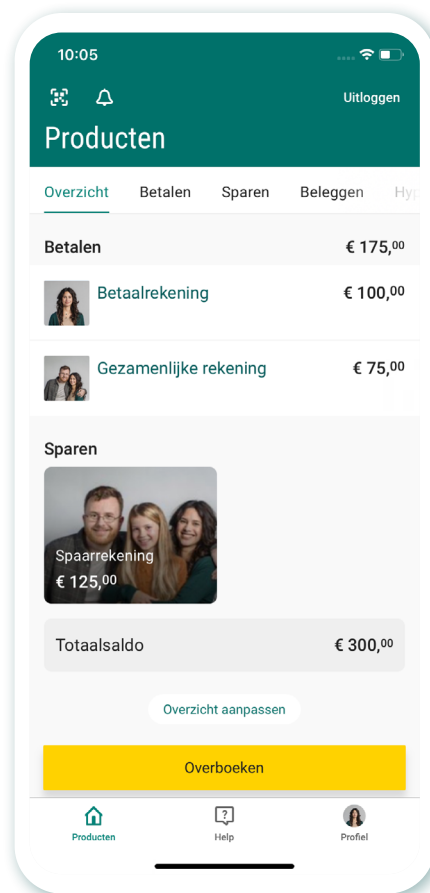 10:05
Uitloggen
Producten
Overzicht Betalen Sparen Beleggen Hyp
Betalen € 175,00
Betaalrekening € 100,00
Gezamenlijke rekening € 75,00
Sparen
Spaarrekening
€ 125,00
Totaalsaldo € 300,00
Overzicht aanpassen
Overboeken
Producten Help Profiel